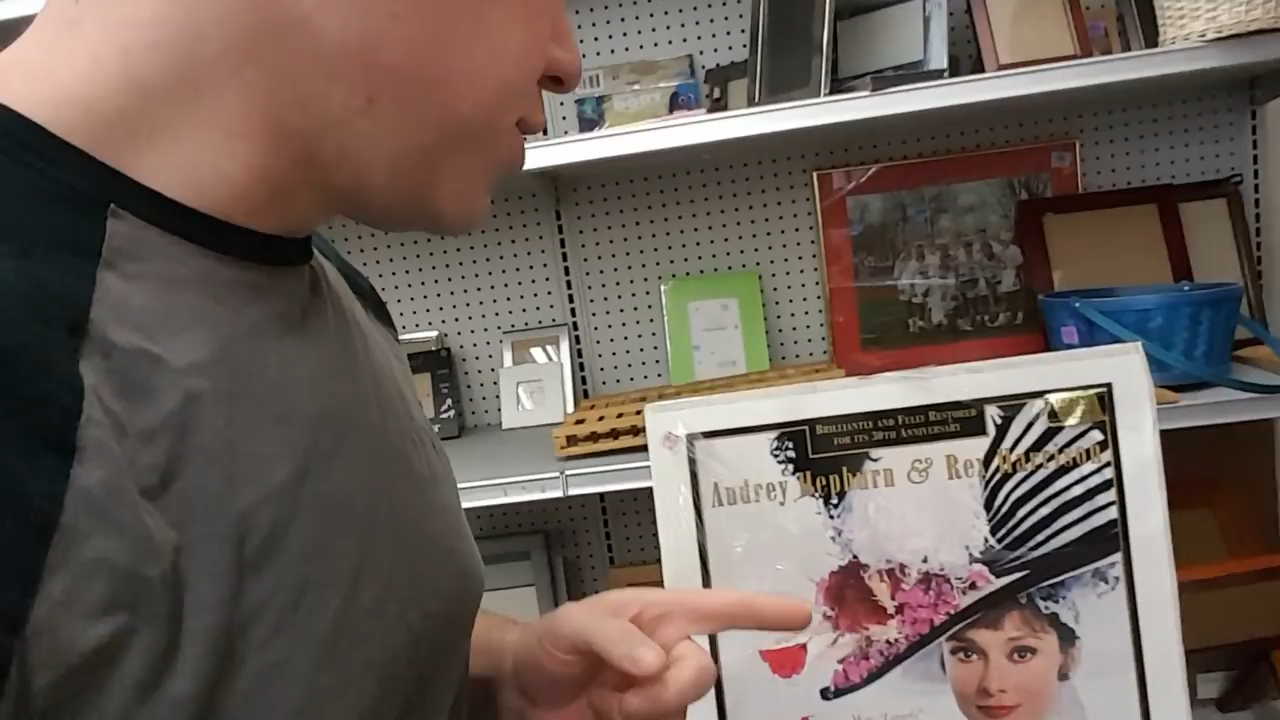 BRILLIANTLY AND FULLY RESTORED
FOR ITS 30TH ANNIVERSARY
Audrey Hepburn & Rex Harrison